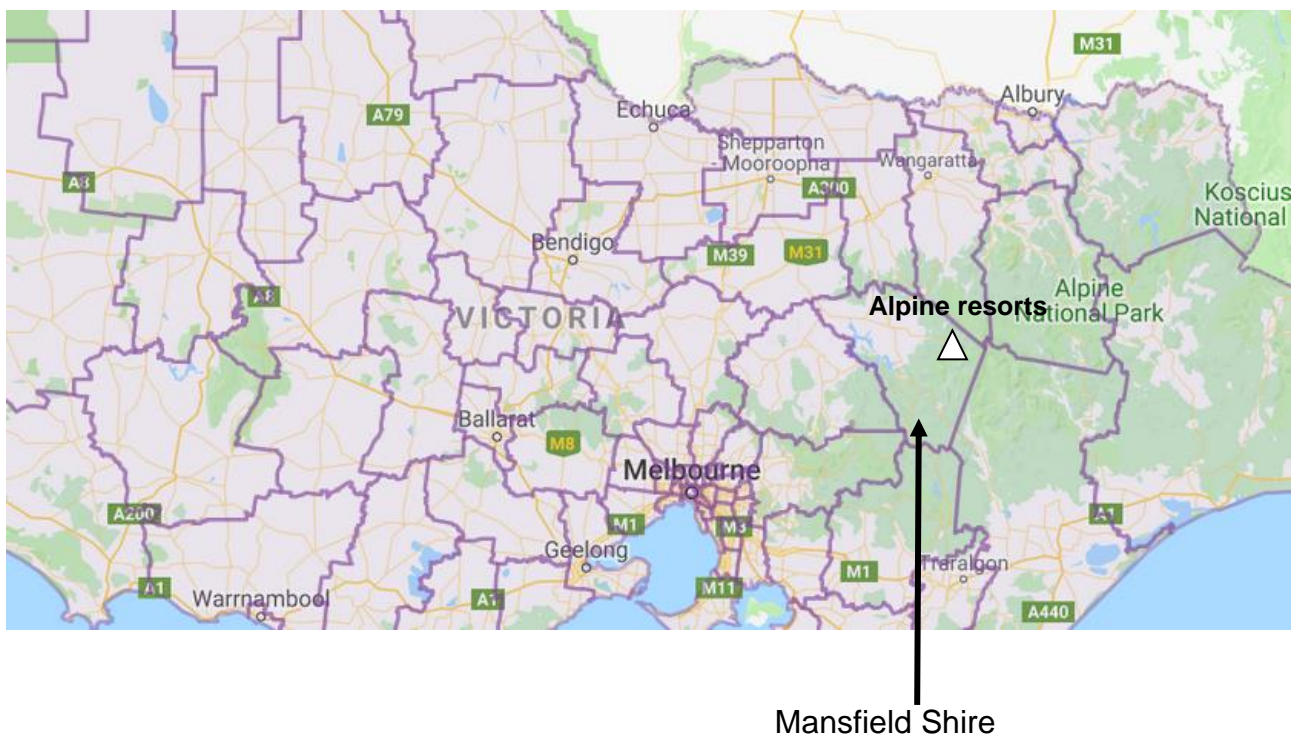 M31
Echuca
Albury
A79
Shepparton
- Mooroopna
Wangaratta
A8
A300
Koscius
National
Bendigo
M39
M31
A8
Alpine resorts
Alpine
National Park
VICTORIA
Ballarat
M8
Melbourne
A200
M1
M3
A1
Geelong
Traralgon
A1
Warrnambool
A1
M11
M1
A440
Mansfield Shire